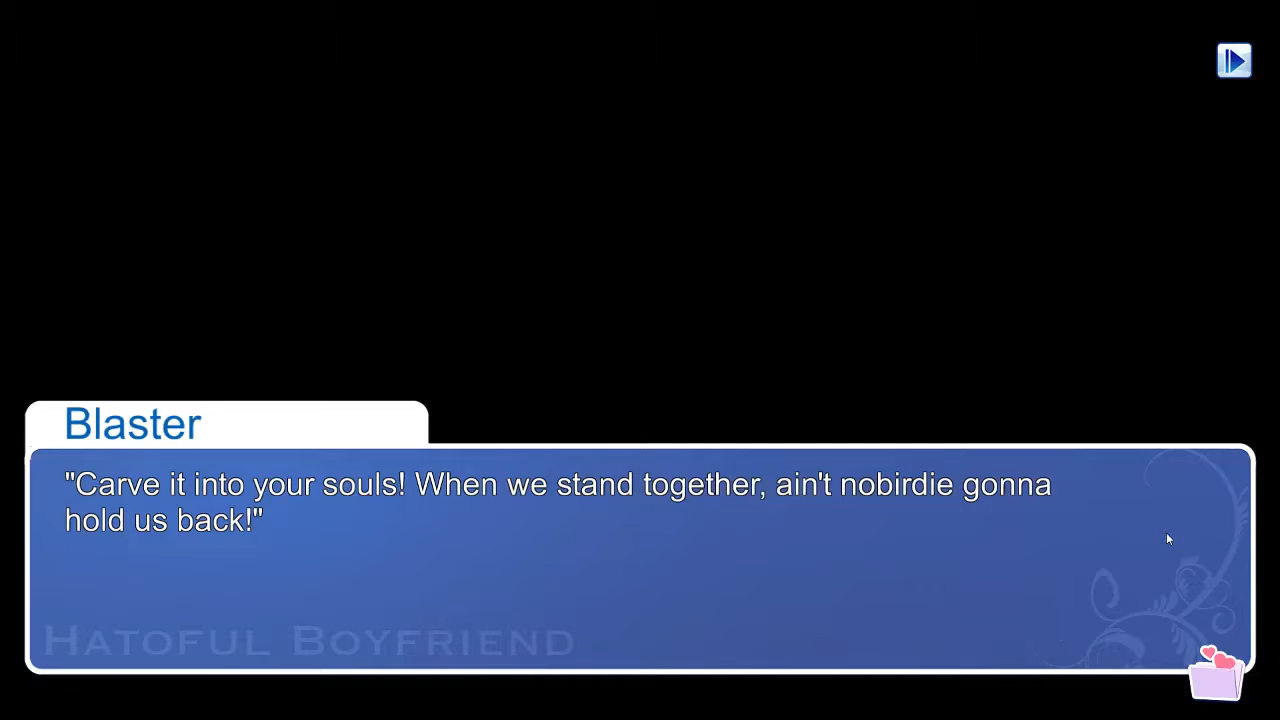 Blaster
"Carve it into your souls! When we stand together, ain't nobirdie gonna
hold us back!"
HATOFUL BOYFRIEND